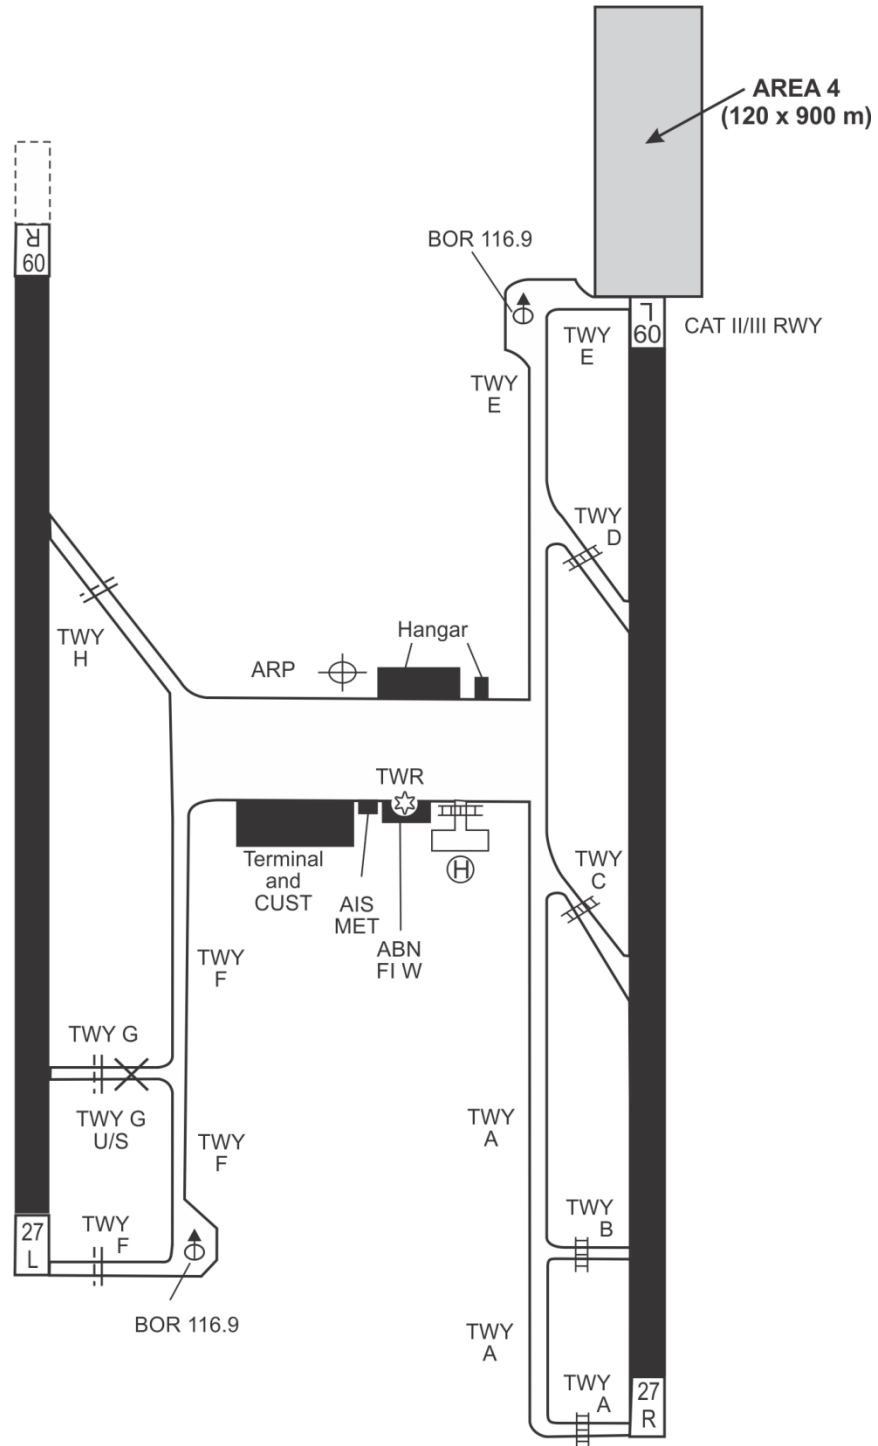 AREA 4
(120 x 900 m)
BOR 116.9
09
R
09
L
CAT II/III RWY
TWY
E
TWY
E
TWY
D
TWY
H
ARP
Hangar
TWR
Terminal
and
CUST
AIS
MET
ABN
FI W
H
TWY
C
TWY
F
TWY G
TWY G
U/S
TWY
F
TWY
A
TWY
B
27
L
TWY
F
BOR 116.9
TWY
A
TWY
A
27
R